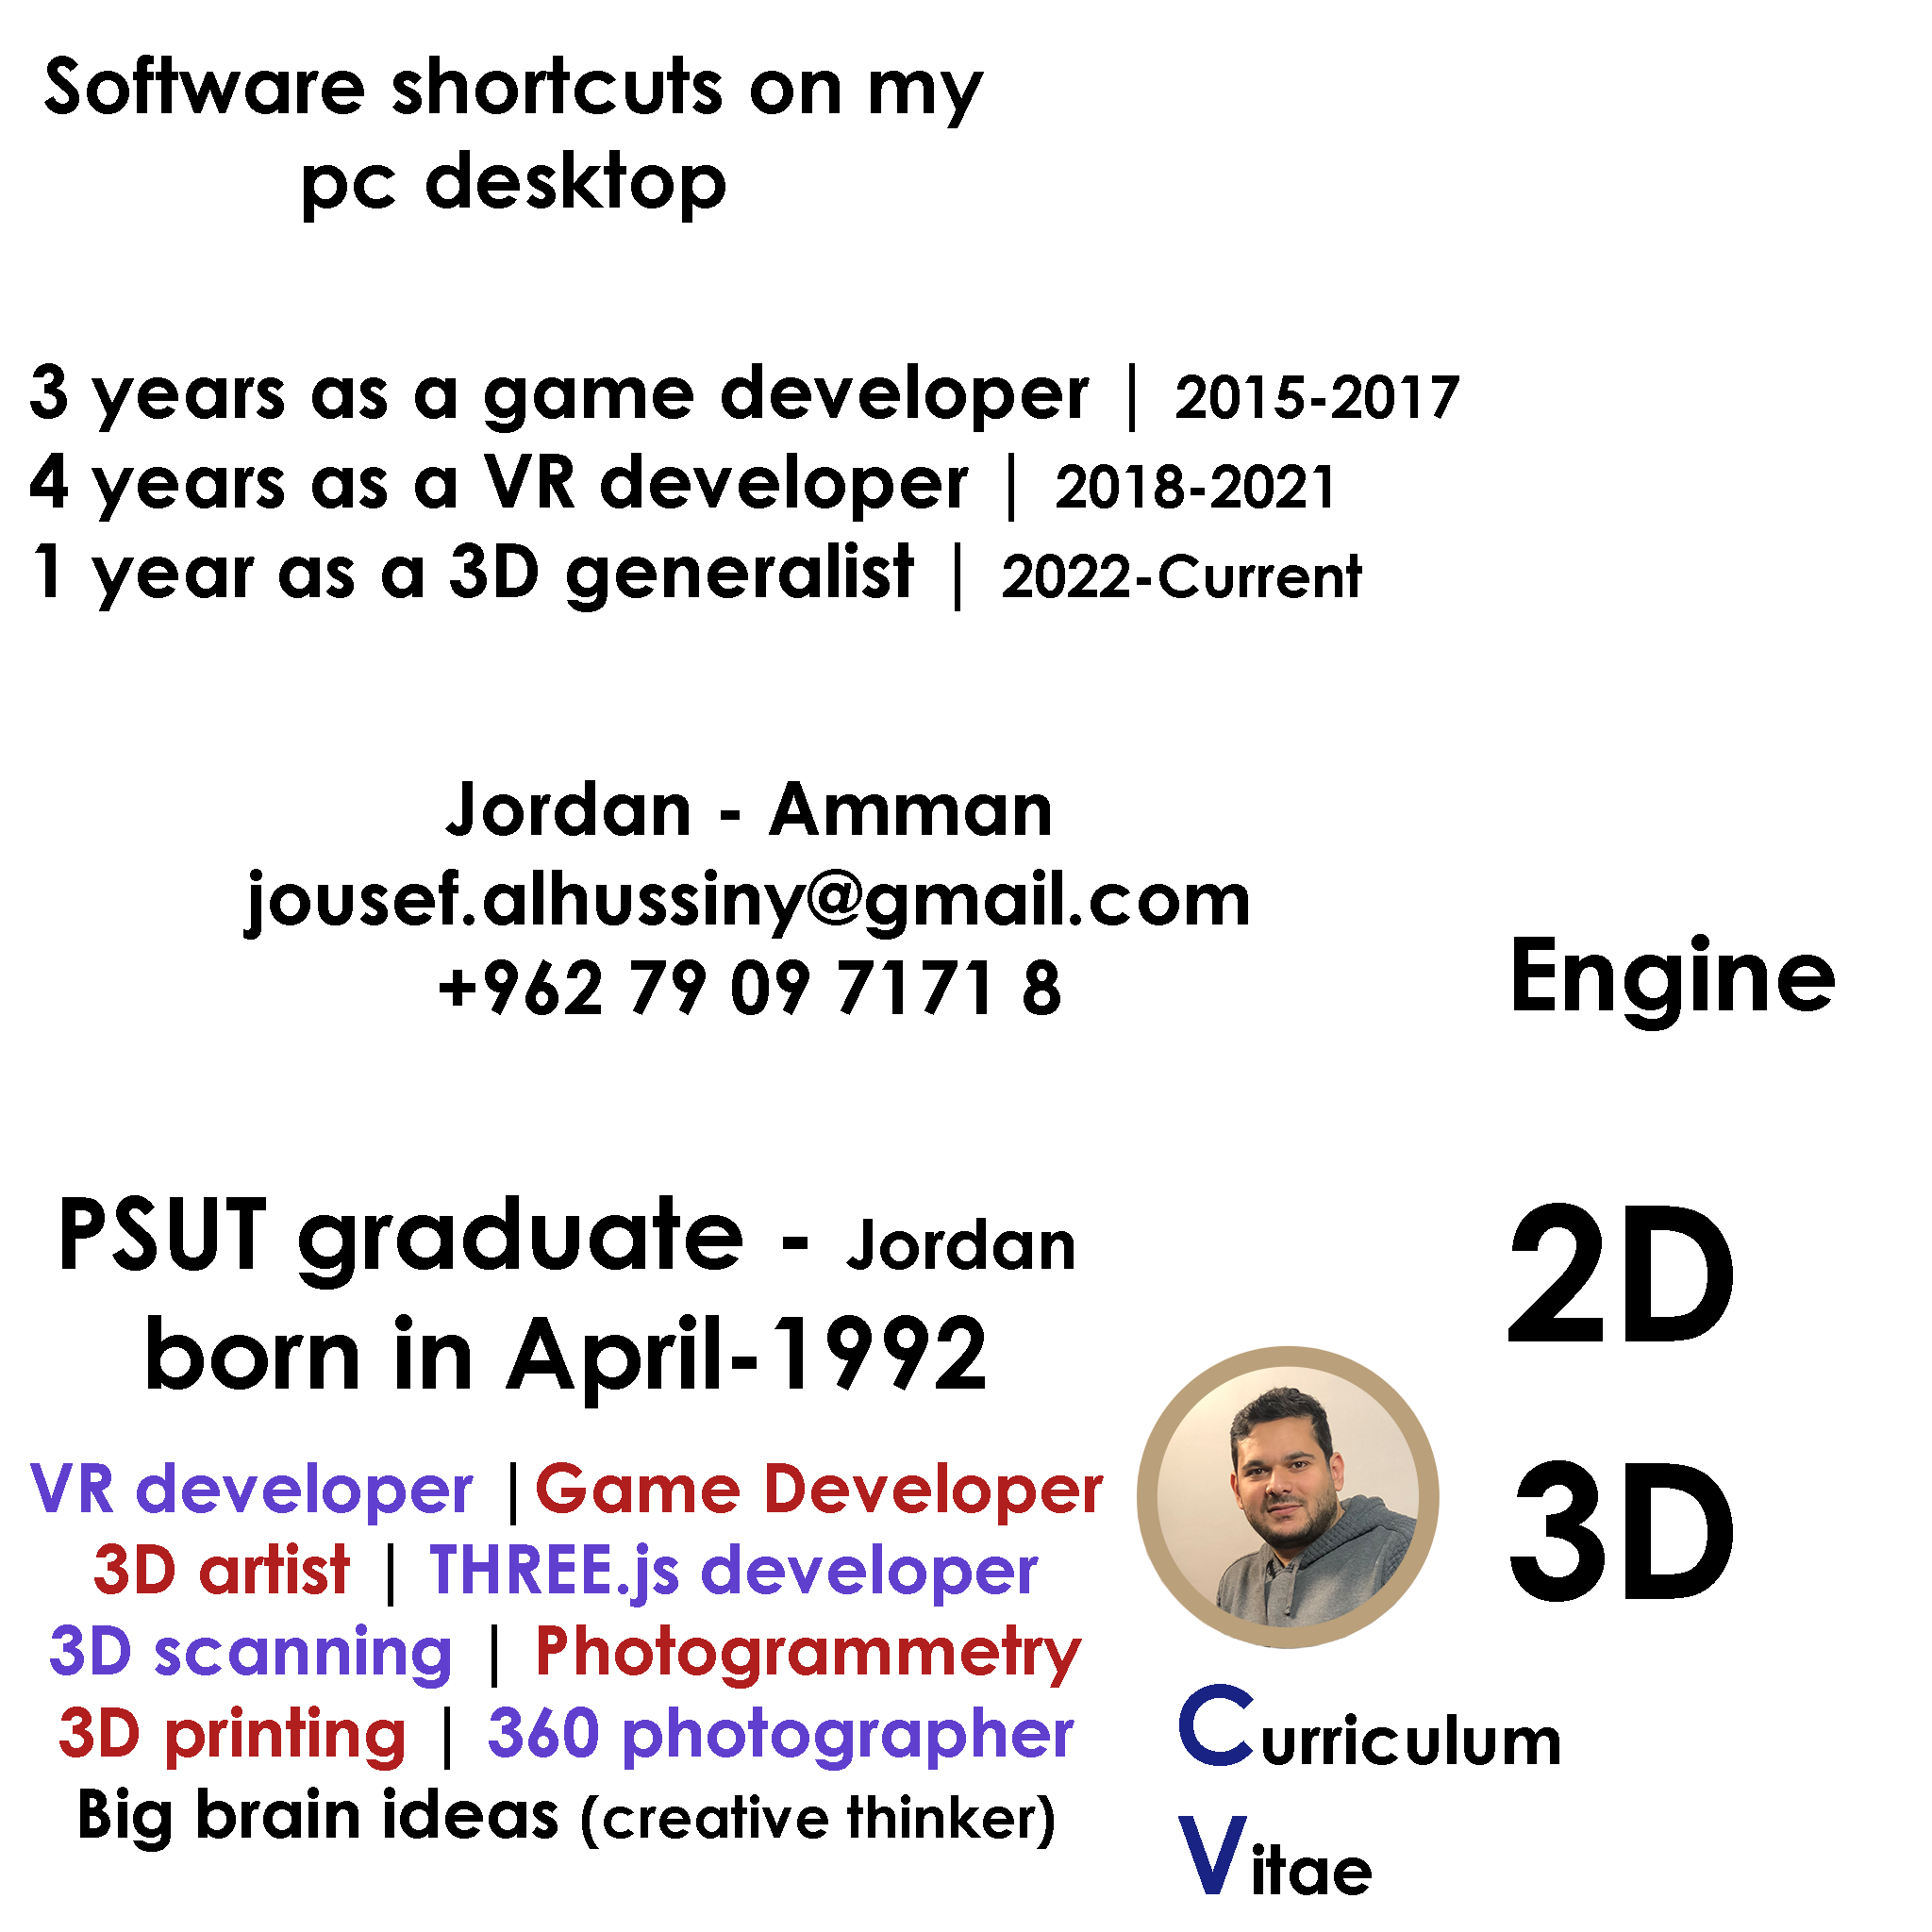 Software shortcuts on my
pc desktop
3 years as a game developer | 2015-2017
4 years as a VR developer | 2018-2021
1 year as a 3D generalist | 2022-Current
Jordan - Amman
jousef.alhussiny@gmail.com
+962 79 09 7171 8
Engine
PSUT graduate - Jordan
born in April-1992
2D
3D
VR developer |Game Developer
3D artist | THREE.js developer
3D scanning | Photogrammetry
3D printing | 360 photographer
Big brain ideas (creative thinker)
Curriculum
Vitae